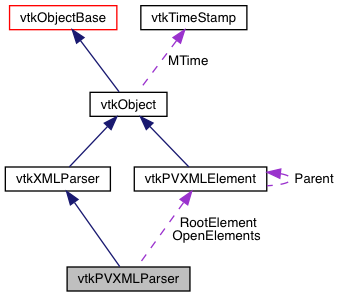 vtkObjectBase
vtkTimeStamp
MTime
vtkObject
vtkXMLParser
vtkPVXMLElement
Parent
RootElement
OpenElements
vtkPVXMLParser